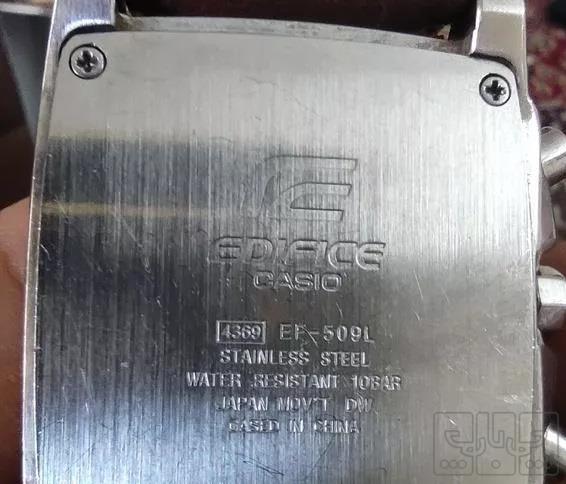 EDIFICE
CASIO
4369 EF-509L
STAINLESS STEEL
WATER RESISTANT 10BAR
JAPAN MOV'T DW
CASED IN CHINA